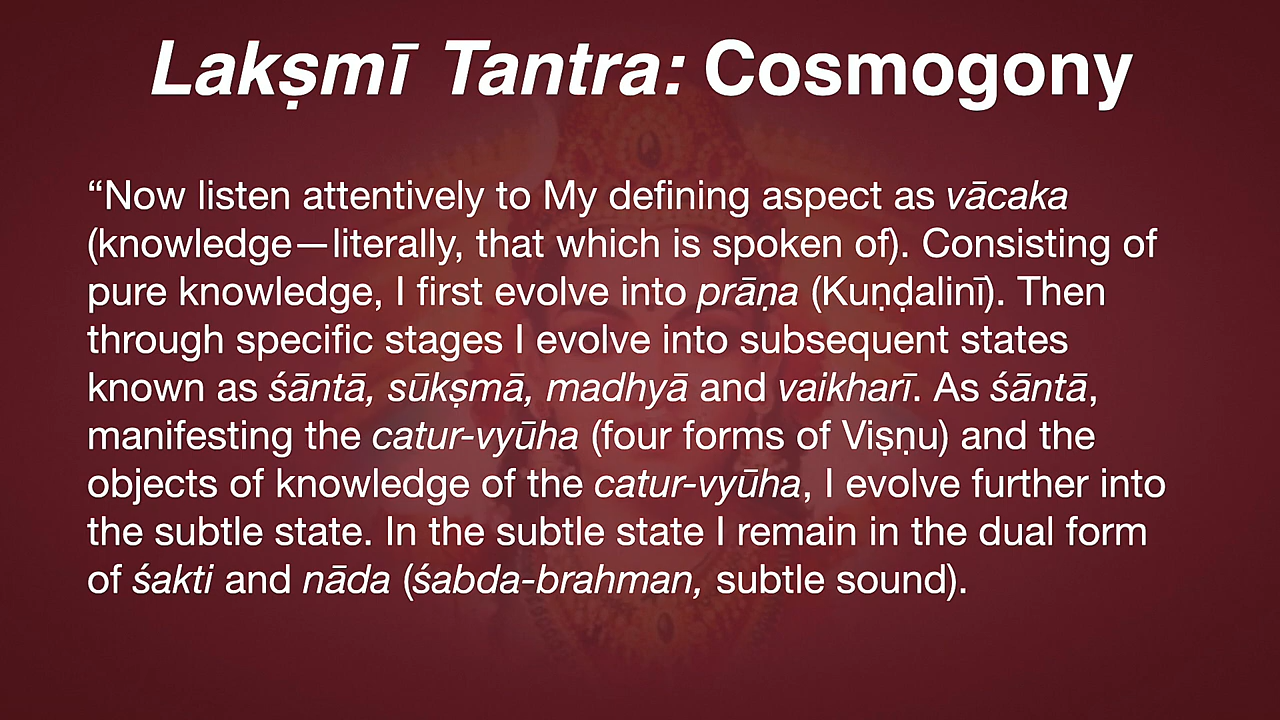 Lakṣmī Tantra: Cosmogony
“Now listen attentively to My defining aspect as vācaka
(knowledge—literally, that which is spoken of). Consisting of
pure knowledge, I first evolve into prāṇa (Kuṇḍalinī). Then
through specific stages I evolve into subsequent states
known as śāntā, sūkṣmā, madhyā and vaikharī. As śāntā,
manifesting the catur-vyūha (four forms of Viṣṇu) and the
objects of knowledge of the catur-vyūha, I evolve further into
the subtle state. In the subtle state I remain in the dual form
of śakti and nāda (śabda-brahman, subtle sound).